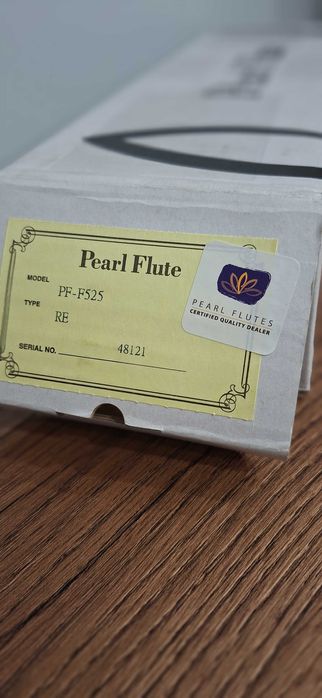 Pearl Flute
MODEL PF-F525
TYPE RE
SERIAL NO. 48121
PEARL FLUTES
CERTIFIED QUALITY DEALER